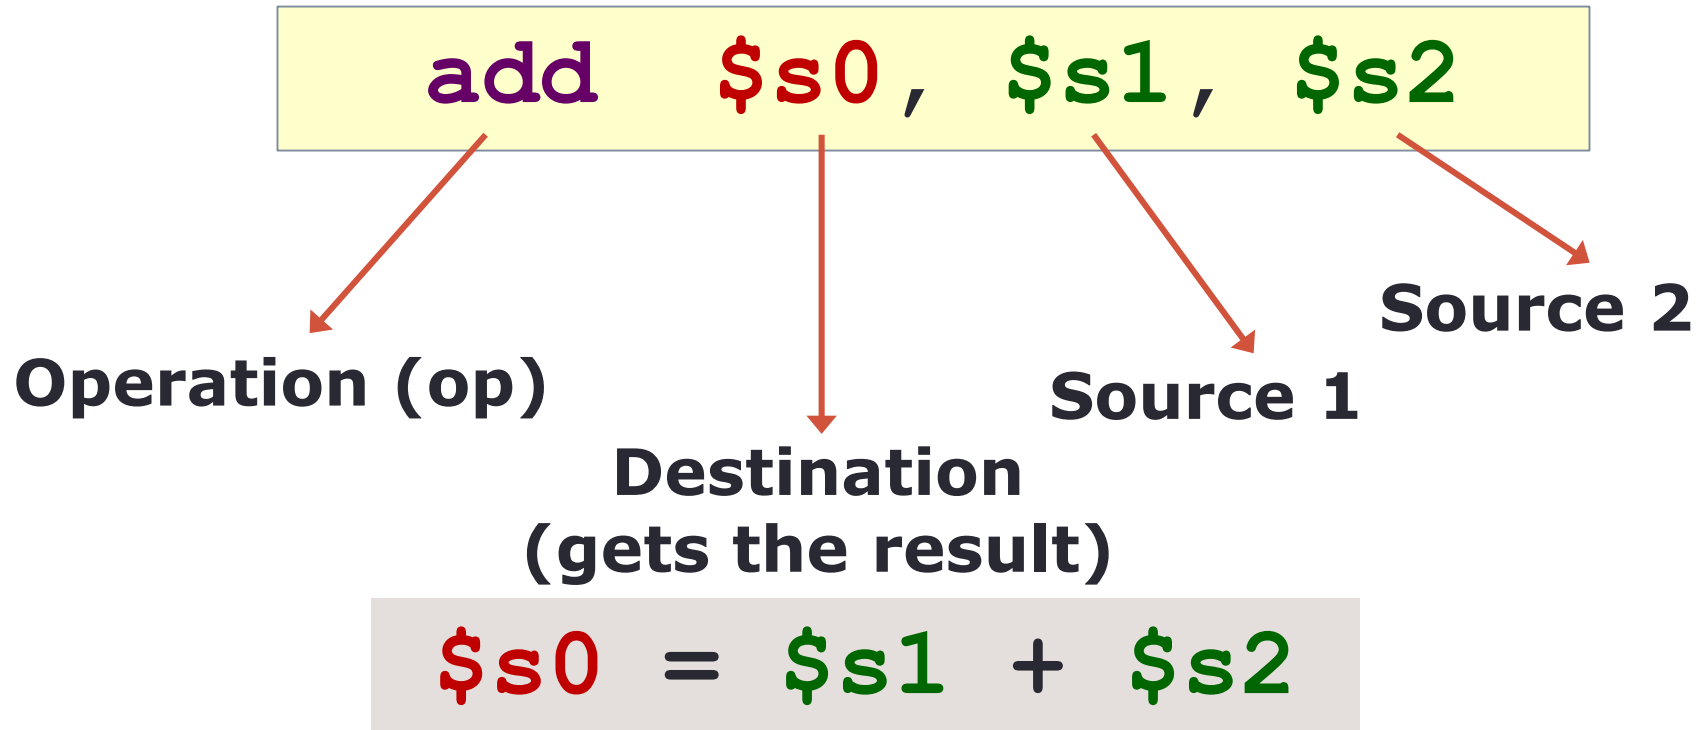 add $s0, $s1, $s2
Source 2
Operation (op)
Source 1
Destination
(gets the result)
$s0 = $s1 + $s2